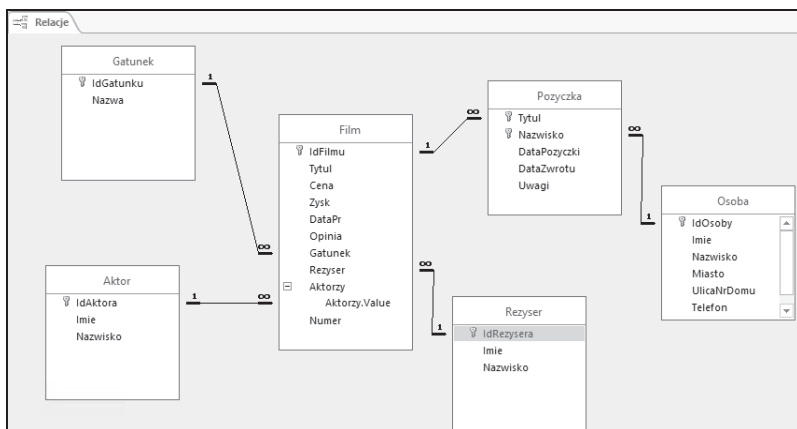 Relacje
Gatunek
IdGatunku
Nazwa
1
∞
Film
IdFilmu
Tytul
Cena
Zysk
DataPr
Opinia
Gatunek
Rezyser
Aktorzy
Aktorzy.Value
Numer
1
∞
Pozyczka
Tytul
Nazwisko
DataPozyczki
DataZwrotu
Uwagi
∞
1
Osoba
IdOsoby
Imie
Nazwisko
Miasto
UlicaNrDomu
Telefon
Aktor
IdAktora
Imie
Nazwisko
1
∞
∞
1
Rezyser
IdRezysera
Imie
Nazwisko